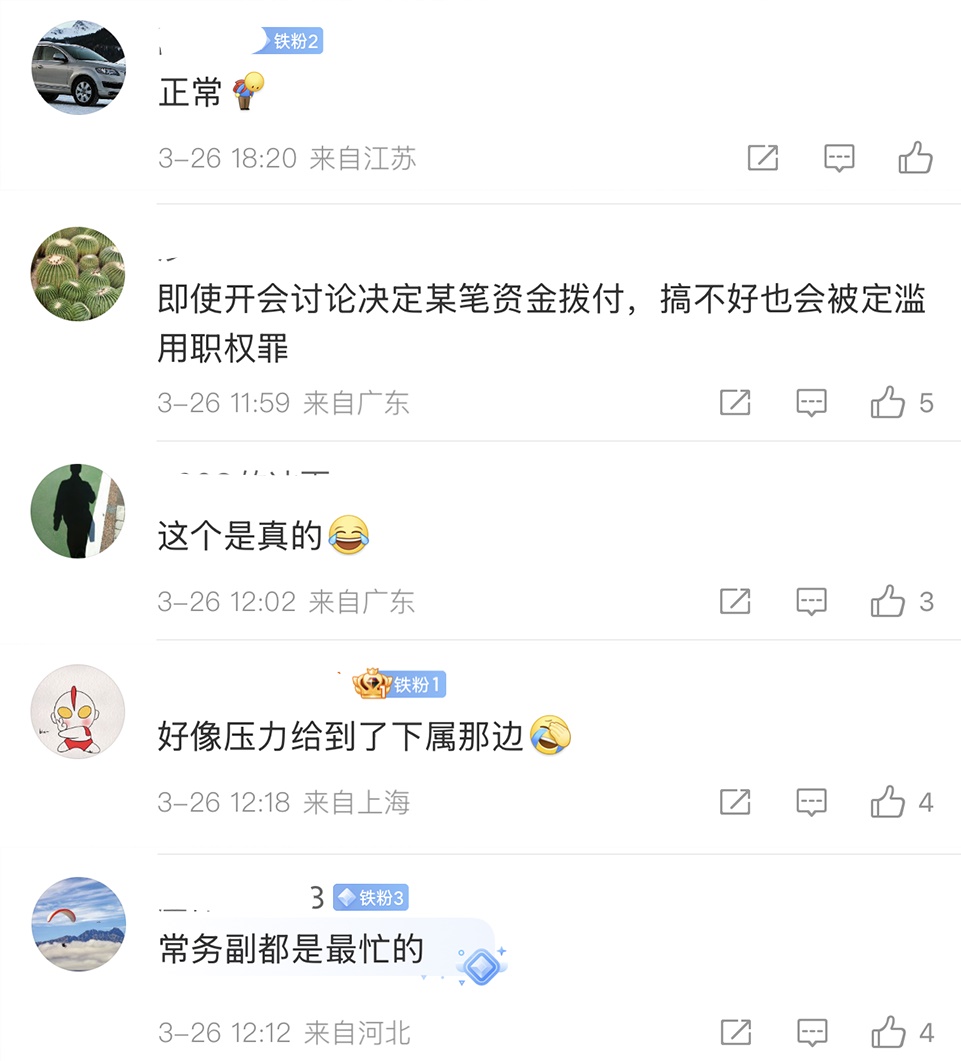 铁粉2
正常
3-26 18:20 来自江苏
即使开会讨论决定某笔资金拨付，搞不好也会被定滥
用职权罪
3-26 11:59 来自广东
5
这个是真的
3-26 12:02 来自广东
3
1 铁粉1
好像压力给到了下属那边
3-26 12:18 来自上海
4
3 铁粉3
常务副都是最忙的
3-26 12:12 来自河北
4